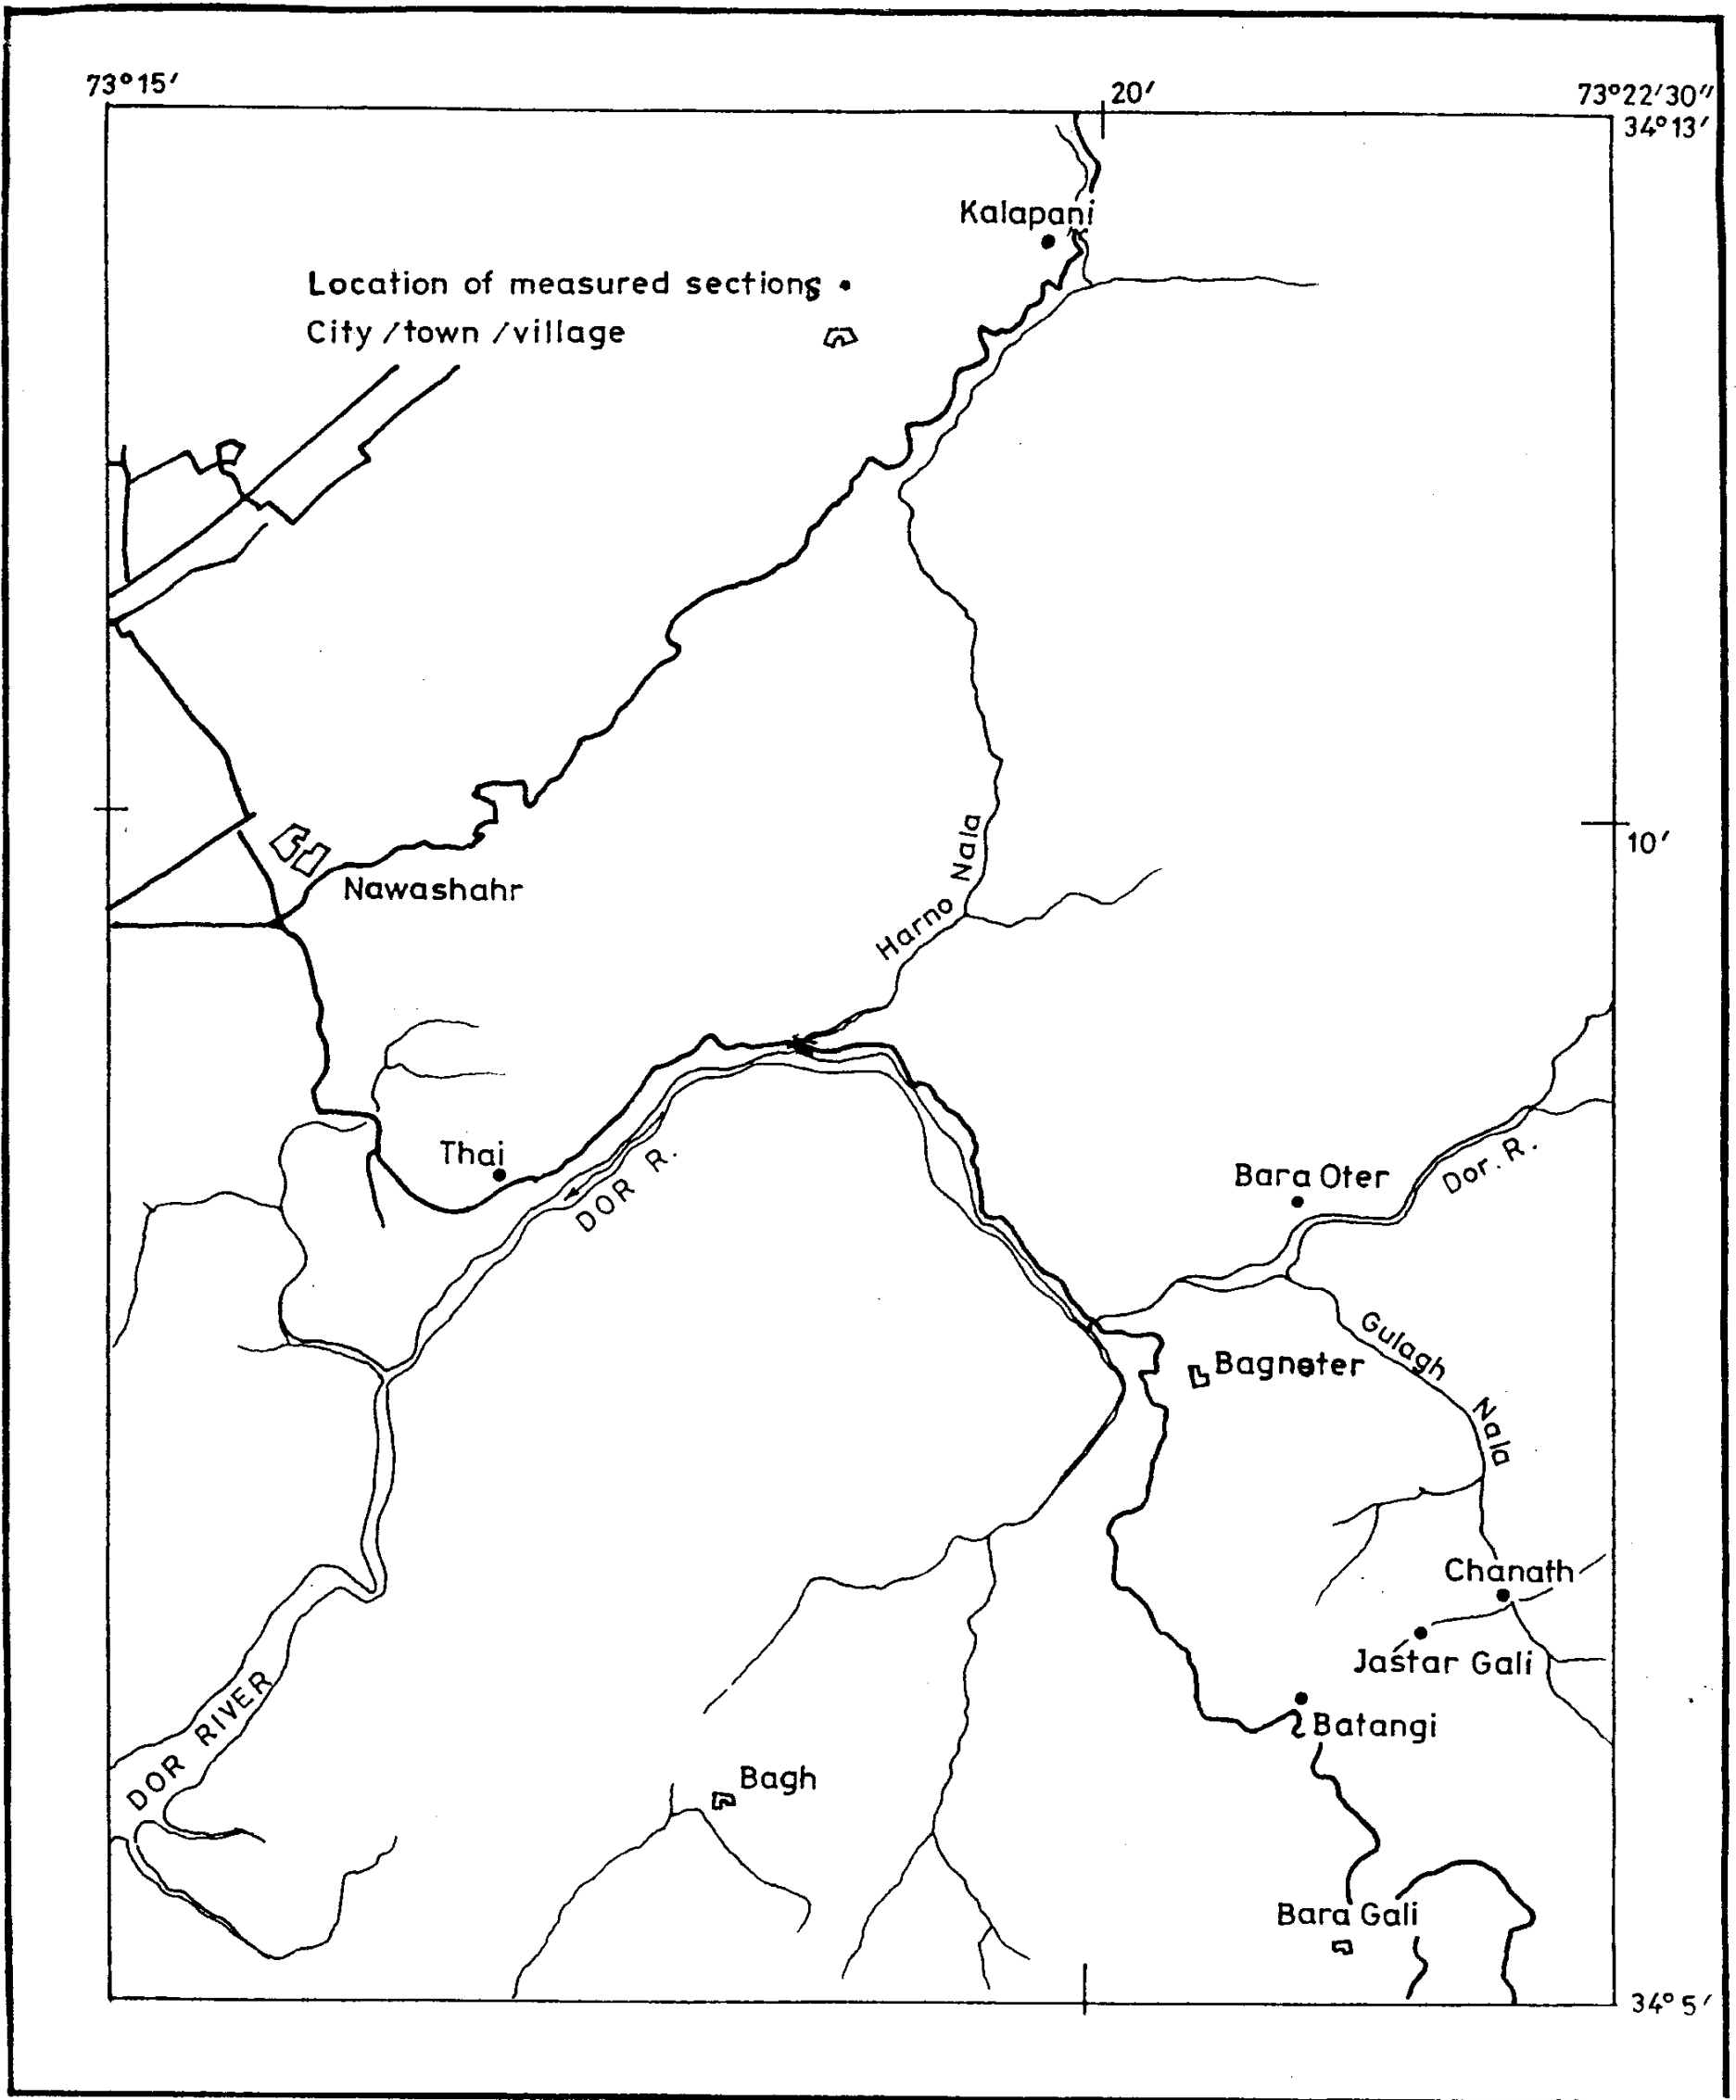 73°15′
20′
73°22′30″
34°13′
Kalapani
Location of measured sections
City /town /village
10′
Nawashahr
Harno Nala
Thai
DOR R.
Bara Oter
Dor. R.
Gulagh Nala
Bagnoter
Chanath
Jastar Gali
Batangi
DOR RIVER
Bagh
Bara Gali
34° 5′